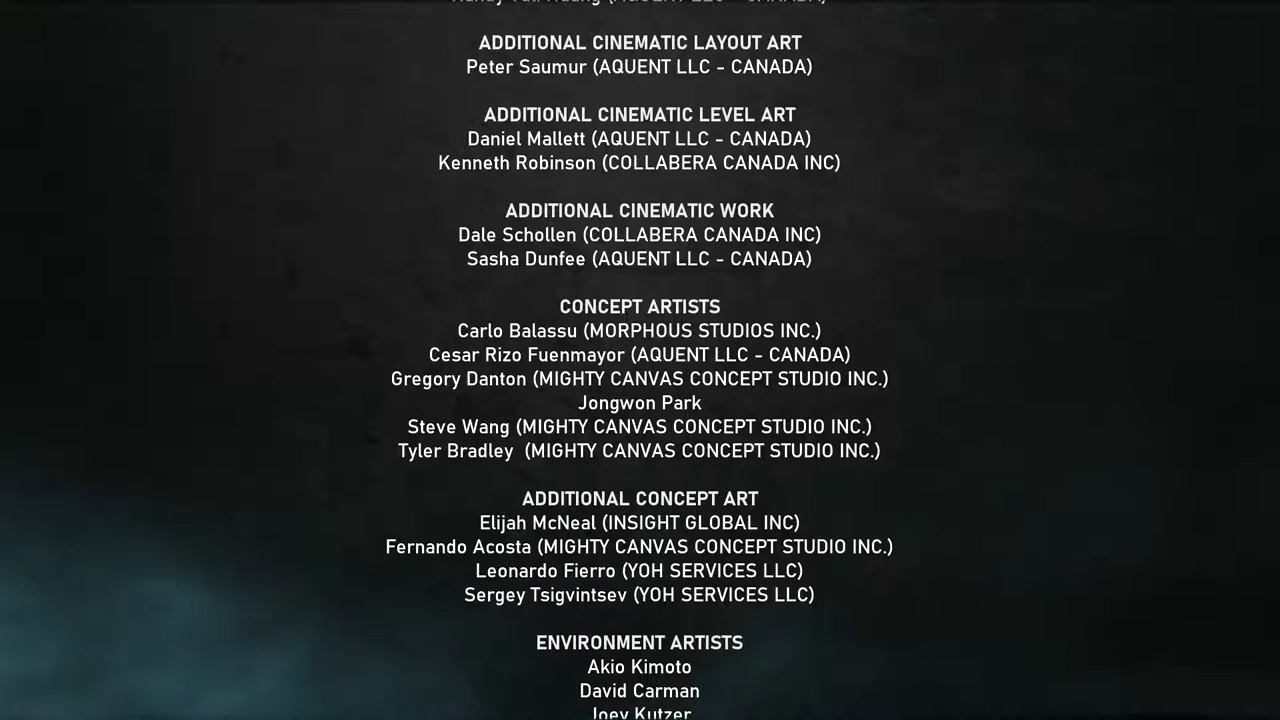 ADDITIONAL CINEMATIC LAYOUT ART
Peter Saumur (AQUENT LLC - CANADA)
ADDITIONAL CINEMATIC LEVEL ART
Daniel Mallett (AQUENT LLC - CANADA)
Kenneth Robinson (COLLABERA CANADA INC)
ADDITIONAL CINEMATIC WORK
Dale Schollen (COLLABERA CANADA INC)
Sasha Dunfee (AQUENT LLC - CANADA)
CONCEPT ARTISTS
Carlo Balassu (MORPHOUS STUDIOS INC.)
Cesar Rizo Fuenmayor (AQUENT LLC - CANADA)
Gregory Danton (MIGHTY CANVAS CONCEPT STUDIO INC.)
Jongwon Park
Steve Wang (MIGHTY CANVAS CONCEPT STUDIO INC.)
Tyler Bradley  (MIGHTY CANVAS CONCEPT STUDIO INC.)
ADDITIONAL CONCEPT ART
Elijah McNeal (INSIGHT GLOBAL INC)
Fernando Acosta (MIGHTY CANVAS CONCEPT STUDIO INC.)
Leonardo Fierro (YOH SERVICES LLC)
Sergey Tsigvintsev (YOH SERVICES LLC)
ENVIRONMENT ARTISTS
Akio Kimoto
David Carman
Joey Kutzer